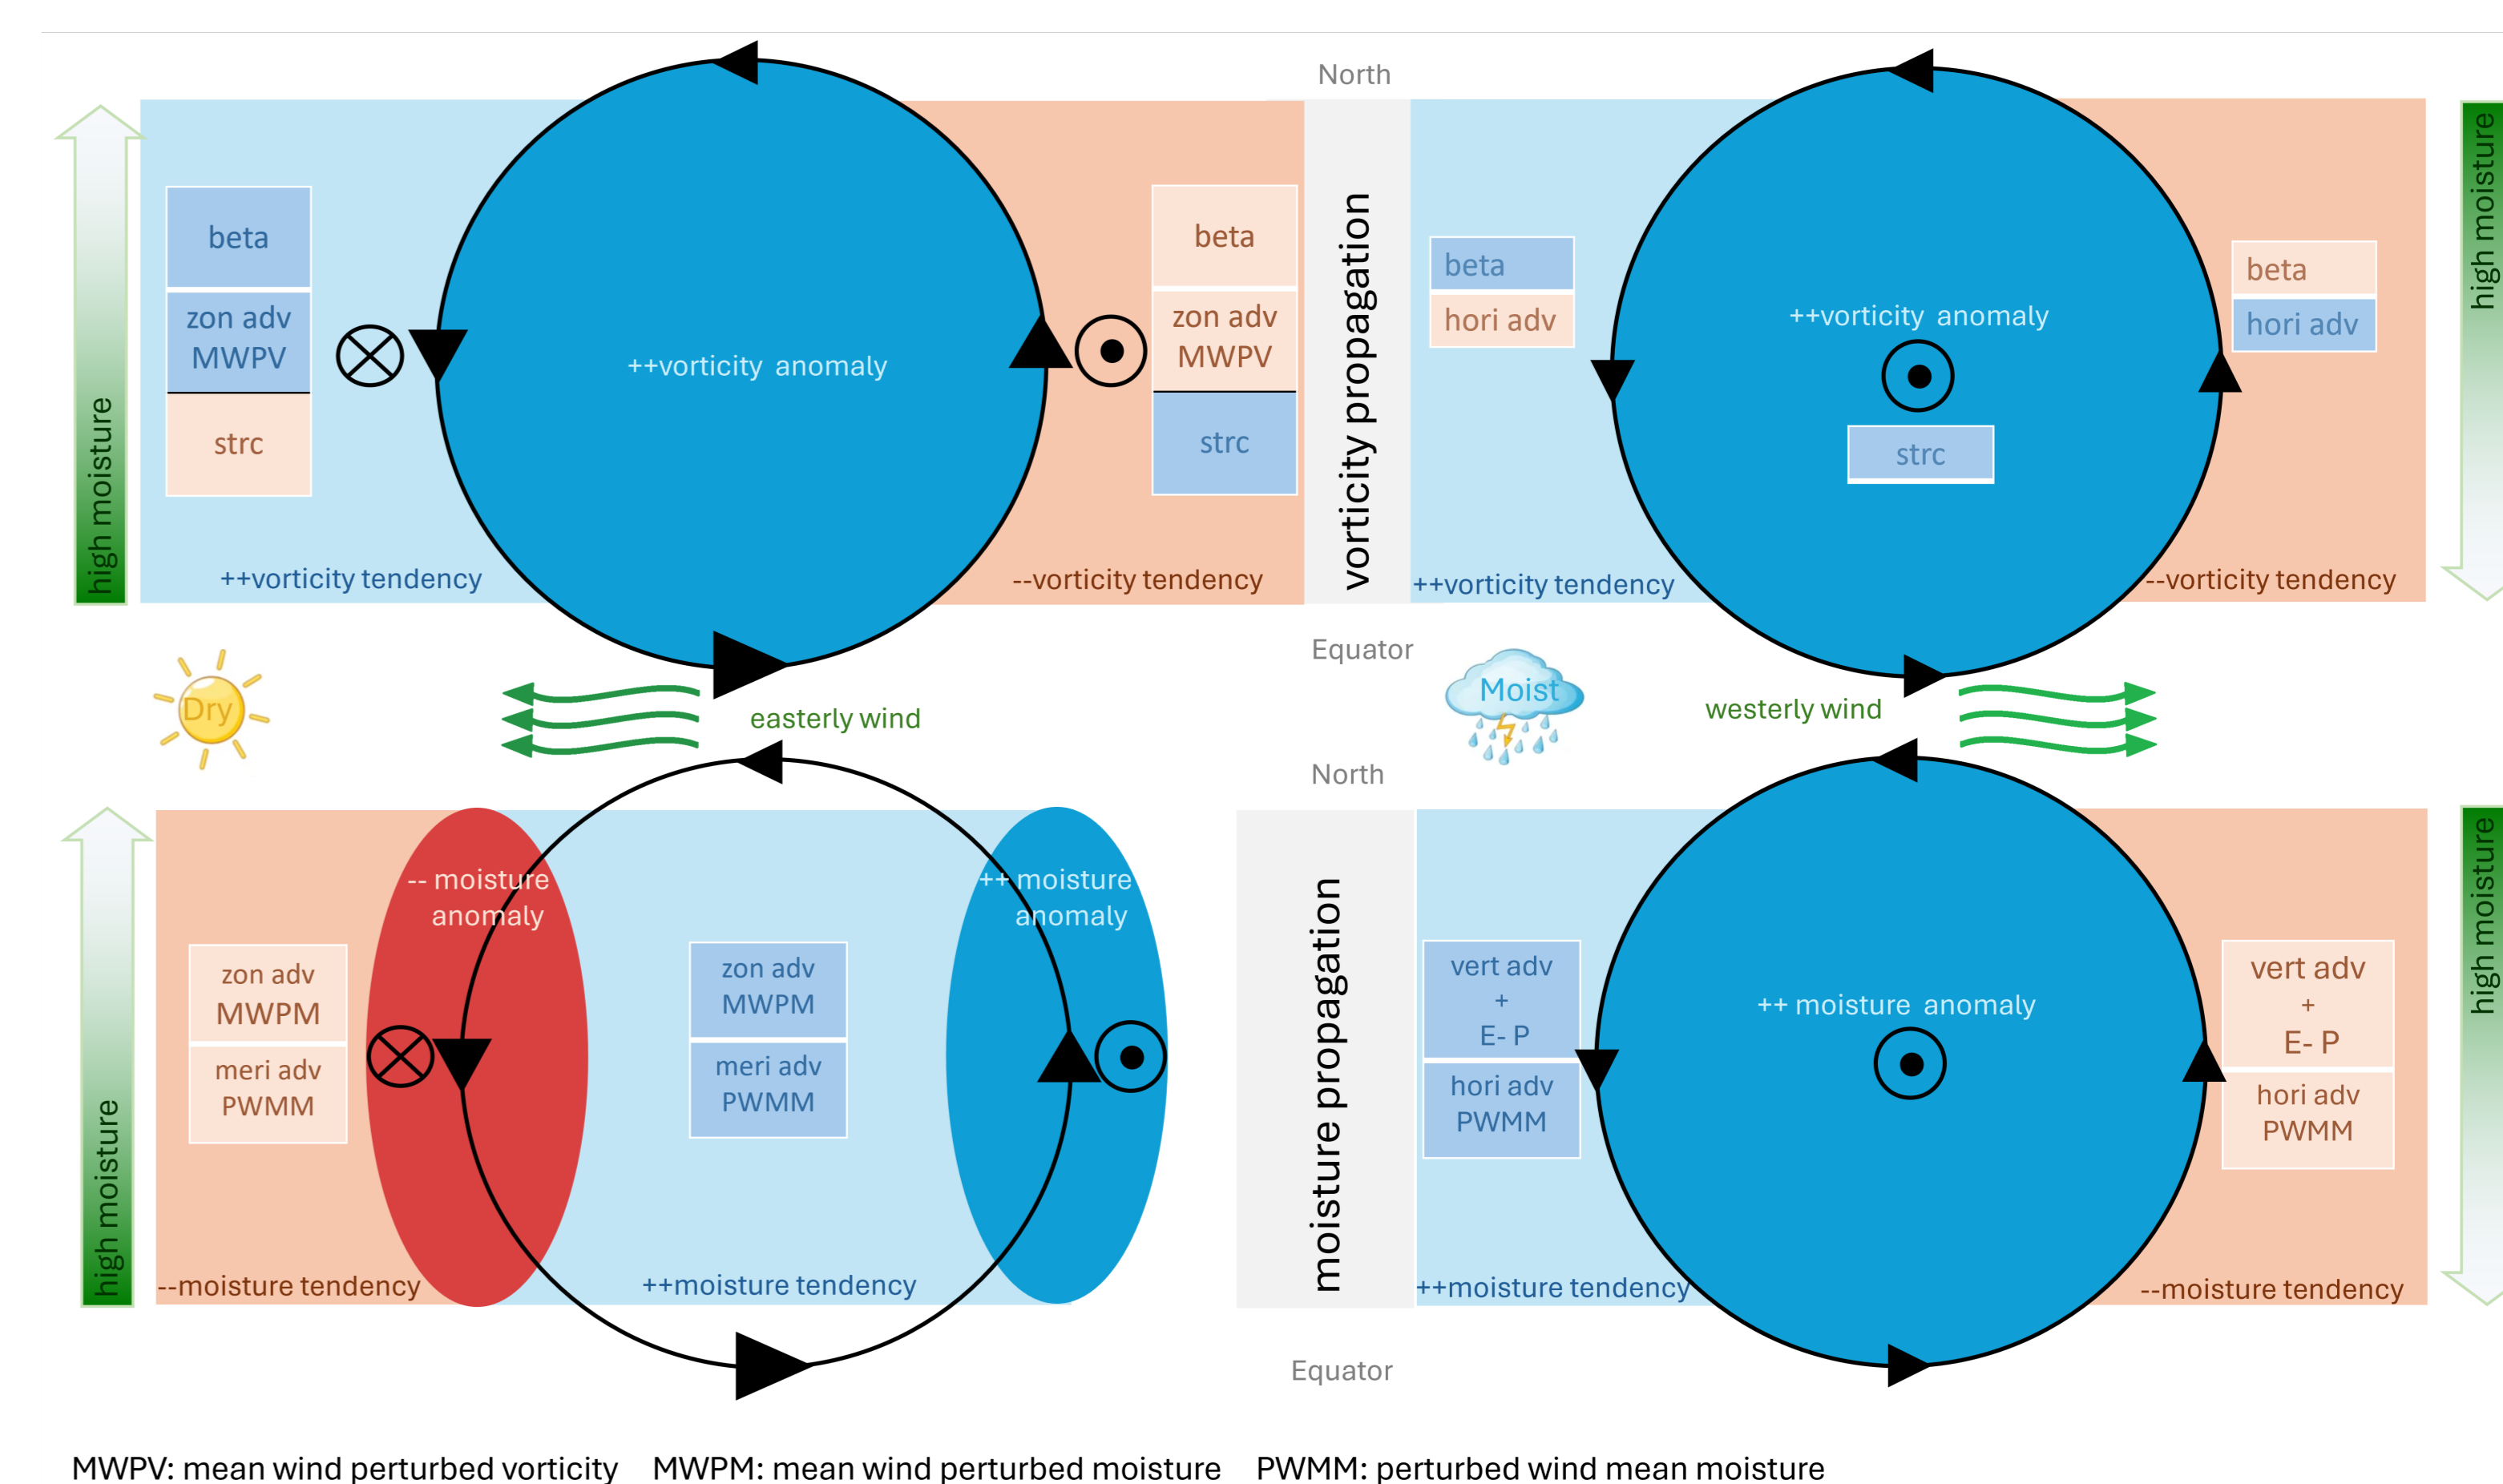 North
high moisture
beta
zon adv
MWPV
strc
++vorticity tendency
++vorticity anomaly
beta
zon adv
MWPV
strc
--vorticity tendency
vorticity propagation
beta
hori adv
++vorticity tendency
++vorticity anomaly
strc
beta
hori adv
--vorticity tendency
high moisture
Equator
Dry
easterly wind
Moist
westerly wind
North
high moisture
-- moisture
anomaly
zon adv
MWPM
meri adv
PWMM
--moisture tendency
zon adv
MWPM
meri adv
PWMM
++moisture tendency
++ moisture
anomaly
moisture propagation
vert adv
+
E- P
hori adv
PWMM
++moisture tendency
++ moisture anomaly
vert adv
+
E- P
hori adv
PWMM
--moisture tendency
high moisture
Equator
MWPV: mean wind perturbed vorticity MWPM: mean wind perturbed moisture PWMM: perturbed wind mean moisture